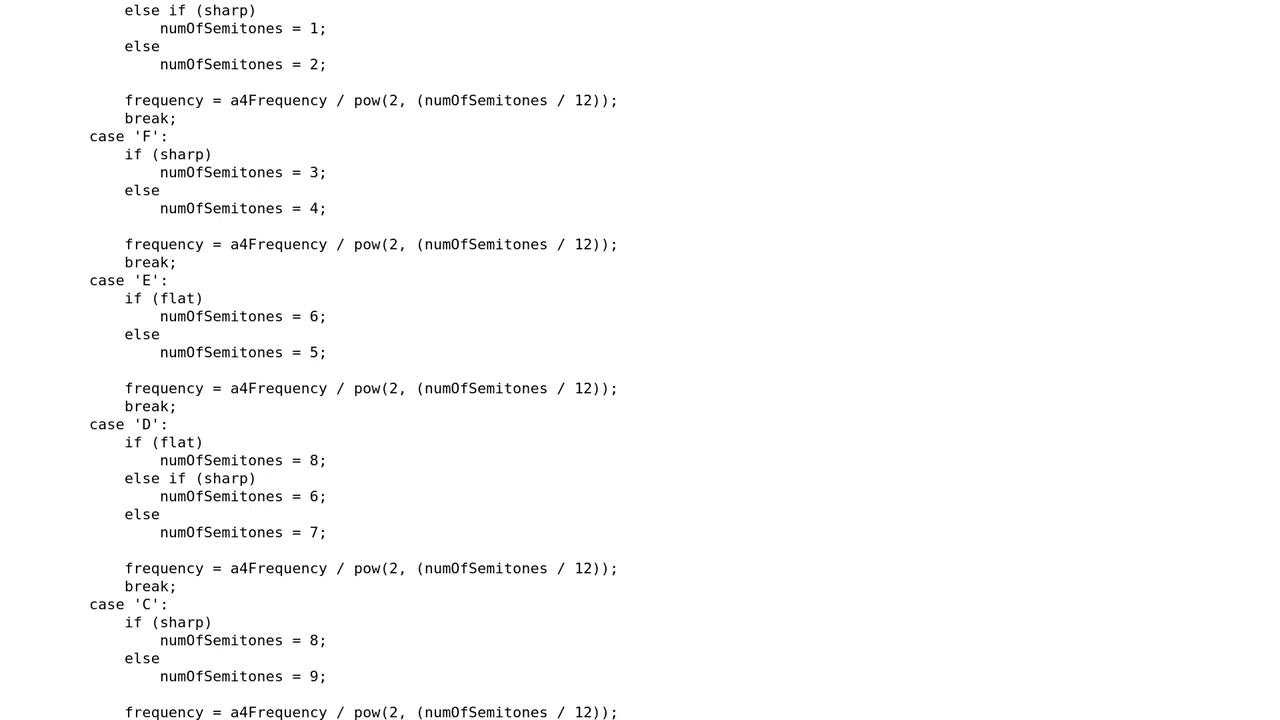 else if (sharp)
numOfSemitones = 1;
else
numOfSemitones = 2;
frequency = a4Frequency / pow(2, (numOfSemitones / 12));
break;
case 'F':
if (sharp)
numOfSemitones = 3;
else
numOfSemitones = 4;
frequency = a4Frequency / pow(2, (numOfSemitones / 12));
break;
case 'E':
if (flat)
numOfSemitones = 6;
else
numOfSemitones = 5;
frequency = a4Frequency / pow(2, (numOfSemitones / 12));
break;
case 'D':
if (flat)
numOfSemitones = 8;
else if (sharp)
numOfSemitones = 6;
else
numOfSemitones = 7;
frequency = a4Frequency / pow(2, (numOfSemitones / 12));
break;
case 'C':
if (sharp)
numOfSemitones = 8;
else
numOfSemitones = 9;
frequency = a4Frequency / pow(2, (numOfSemitones / 12));